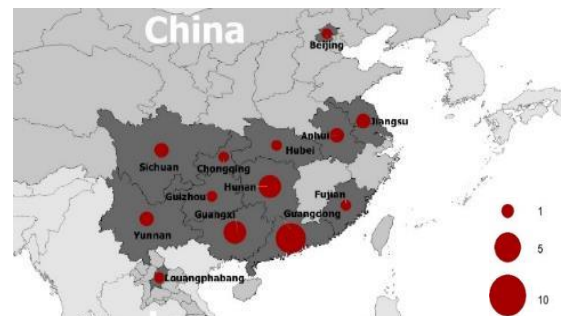 China
Beijing
Jiangsu
Anhui
Hubei
Sichuan
Chongqing
Hunan
Guizhou
Fujian
Guangxi
Guangdong
Yunnan
Louangphabang
1
5
10